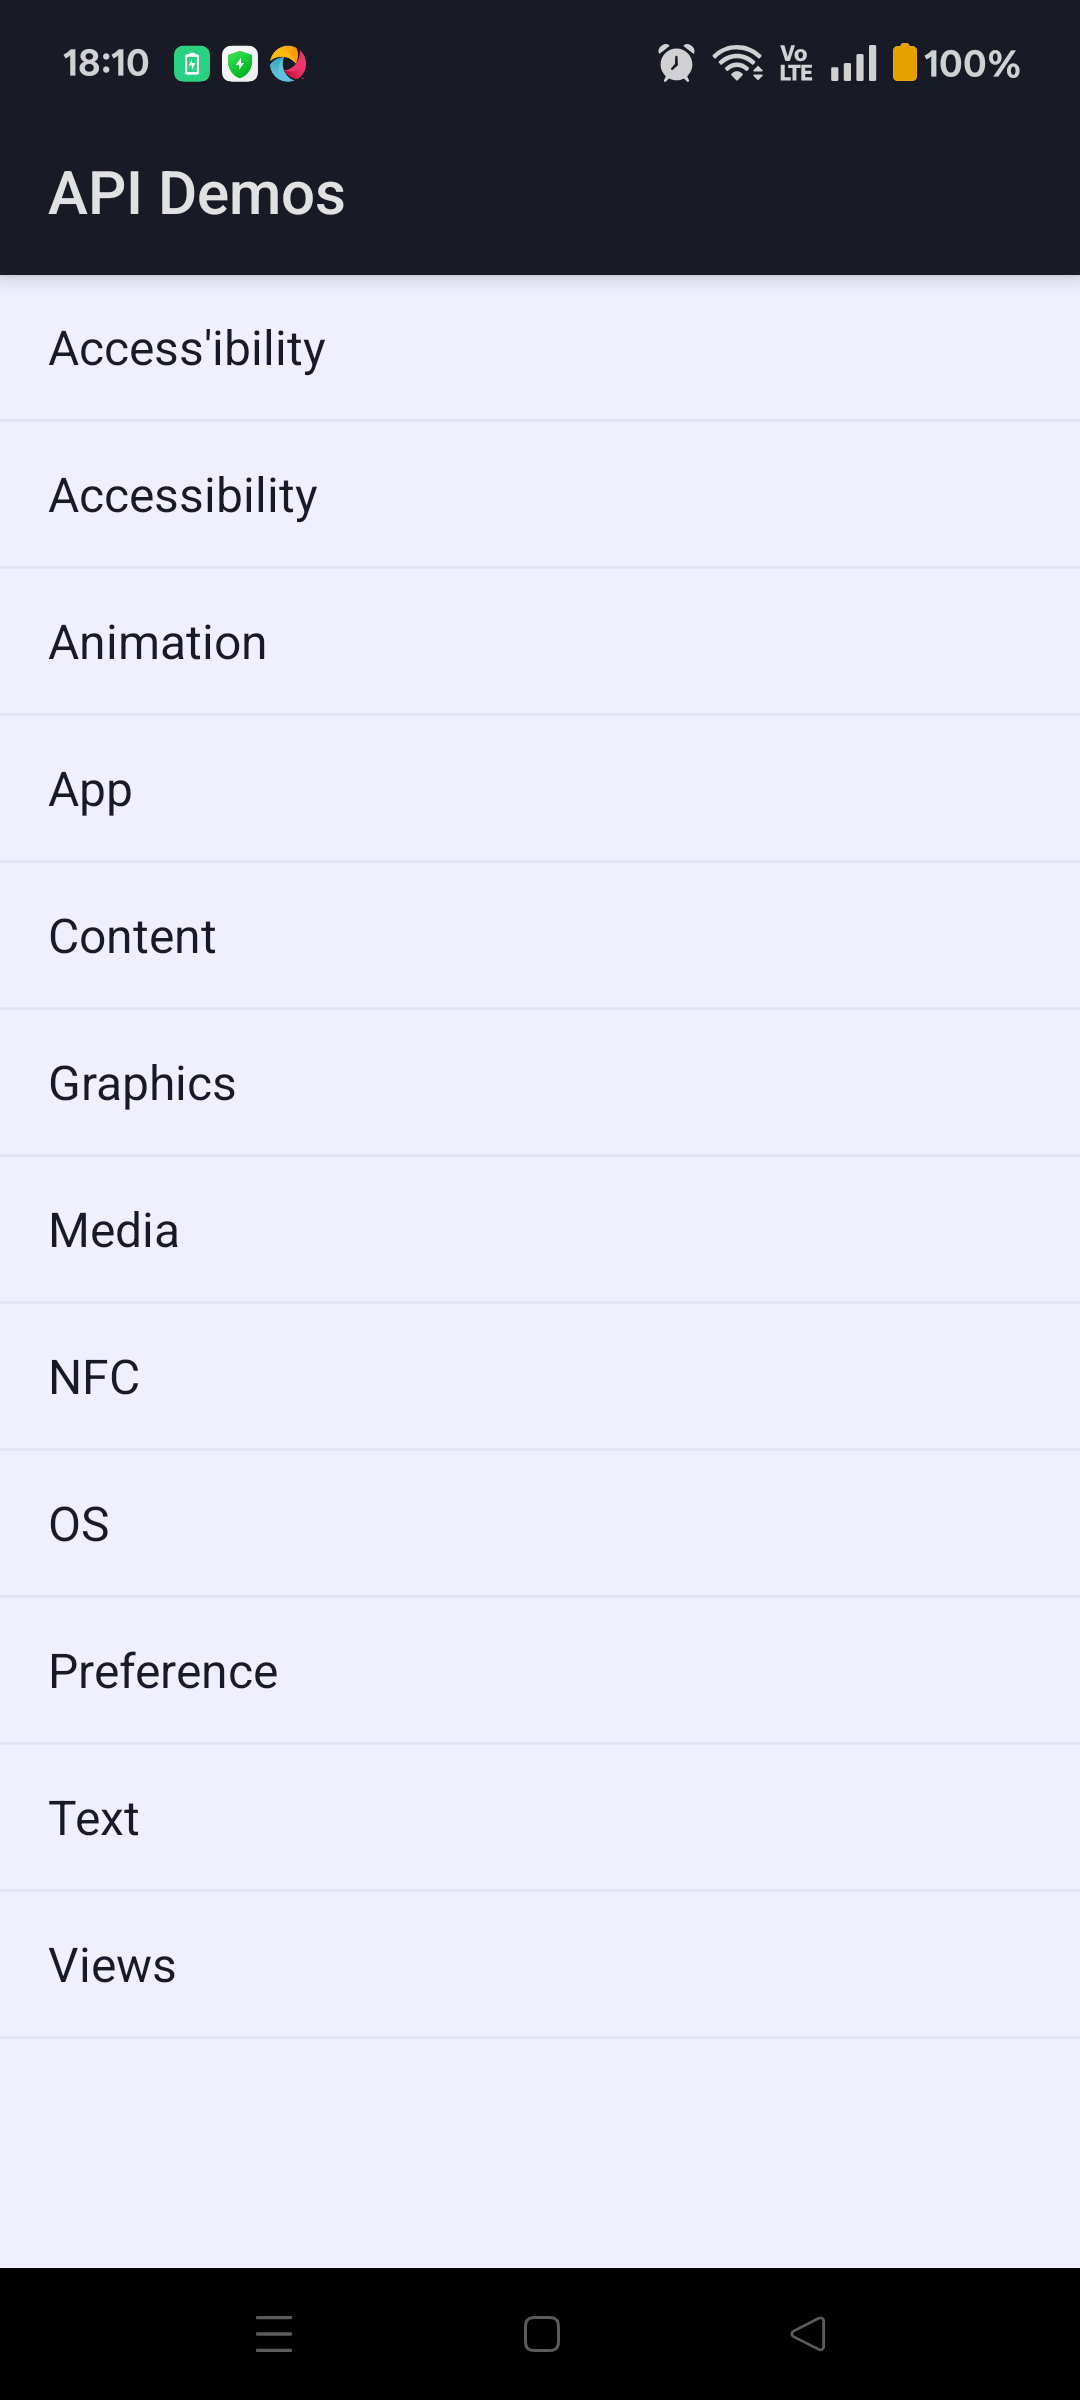 18:10 Vo LTE 100%
API Demos
Access'ibility
Accessibility
Animation
App
Content
Graphics
Media
NFC
OS
Preference
Text
Views